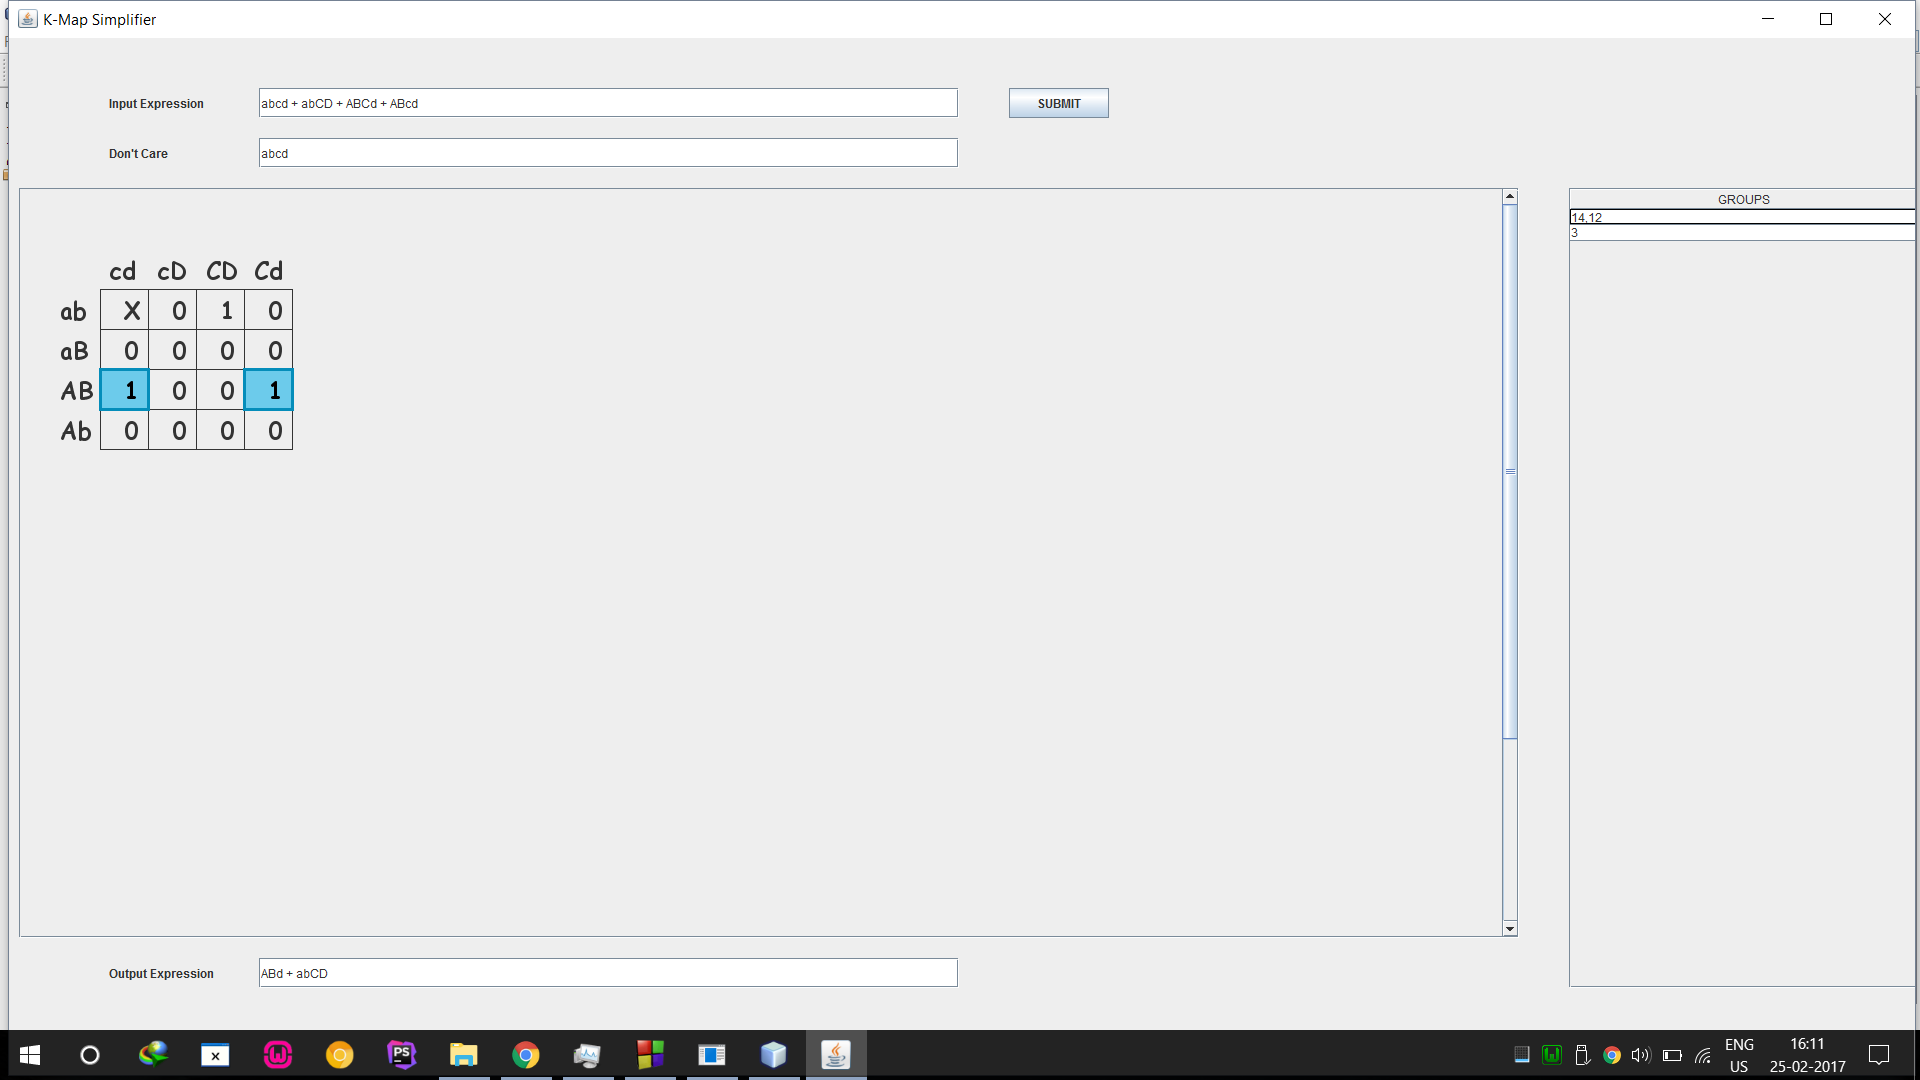 K-Map Simplifier
Input Expression abcd + abCD + ABCd + ABcd SUBMIT
Don't Care abcd
GROUPS
14,12
3
cd cD CD Cd
ab X 0 1 0
aB 0 0 0 0
AB 1 0 0 1
Ab 0 0 0 0
Output Expression ABd + abCD
PS
ENG 16:11
US 25-02-2017